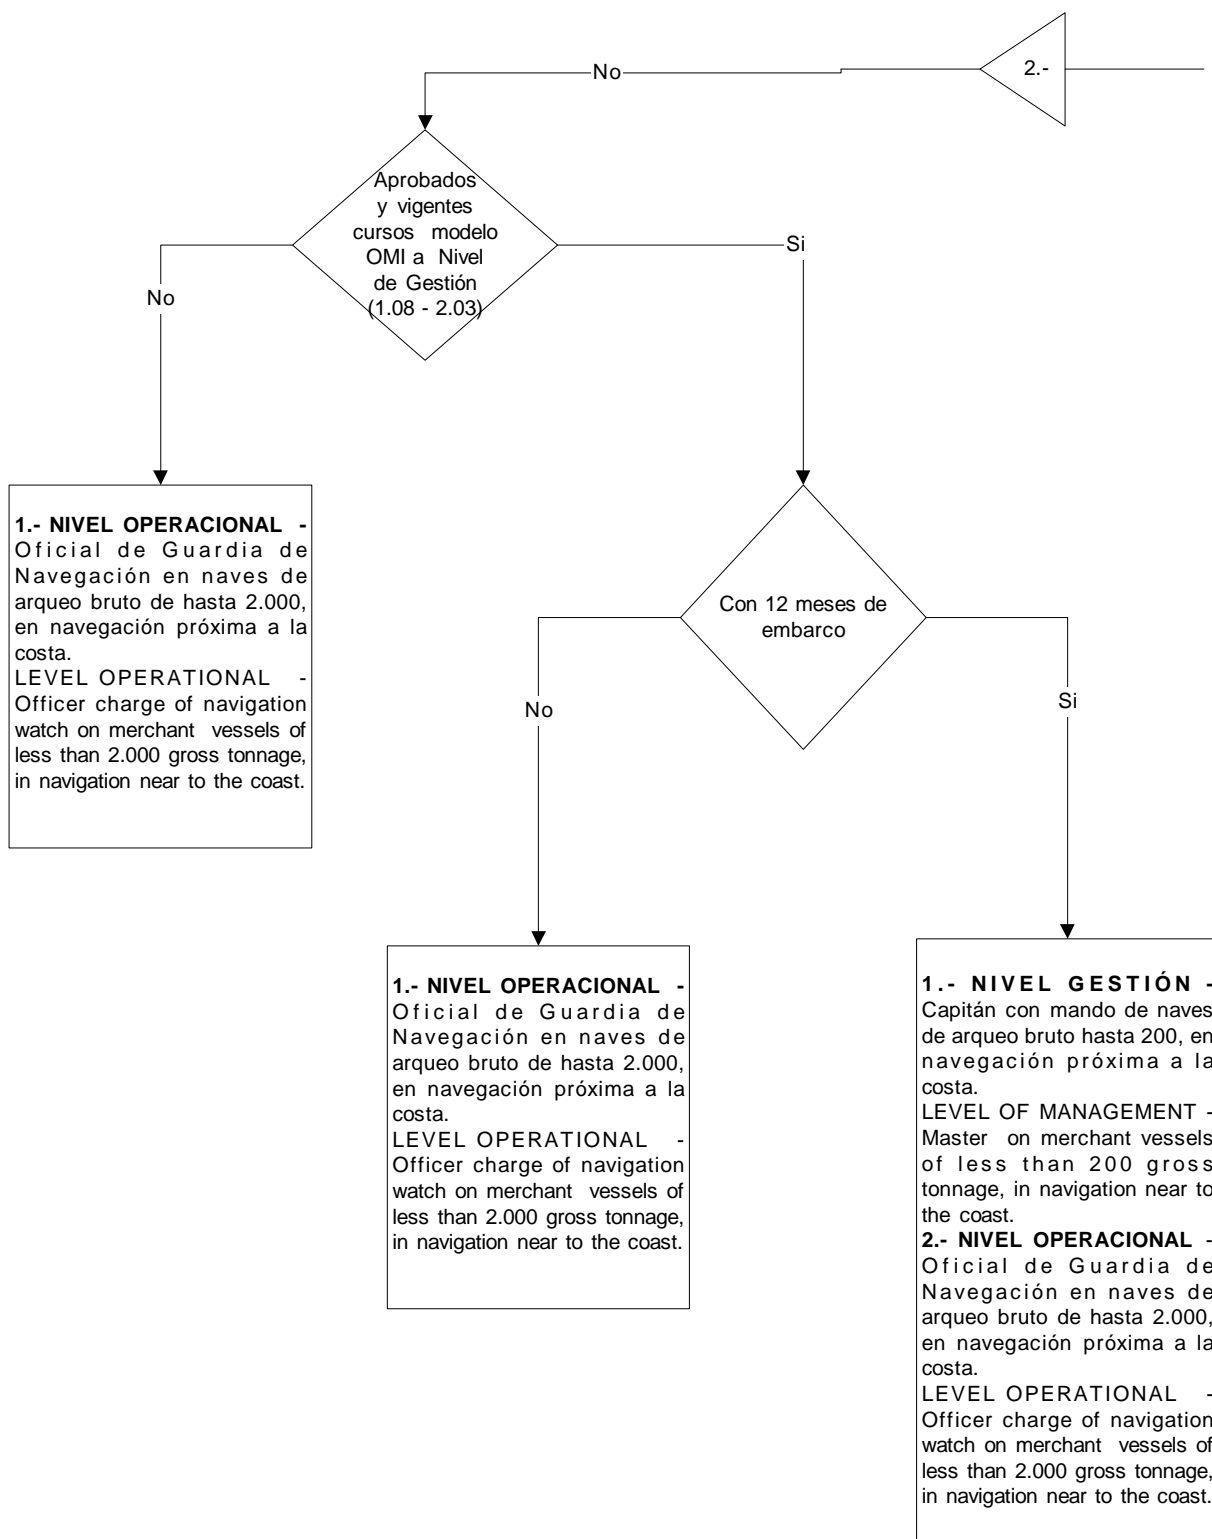 2.-
No
Aprobados
y vigentes
cursos modelo
OMI a Nivel
de Gestión
(1.08 - 2.03)
No
Si
1.- NIVEL OPERACIONAL -
Oficial de Guardia de
Navegación en naves de
arqueo bruto de hasta 2.000,
en navegación próxima a la
costa.
LEVEL OPERATIONAL -
Officer charge of navigation
watch on merchant vessels of
less than 2.000 gross tonnage,
in navigation near to the coast.
Con 12 meses de
embarco
No
Si
1.- NIVEL OPERACIONAL -
Oficial de Guardia de
Navegación en naves de
arqueo bruto de hasta 2.000,
en navegación próxima a la
costa.
LEVEL OPERATIONAL -
Officer charge of navigation
watch on merchant vessels of
less than 2.000 gross tonnage,
in navigation near to the coast.
1.- NIVEL GESTIÓN -
Capitán con mando de naves
de arqueo bruto hasta 200, en
navegación próxima a la
costa.
LEVEL OF MANAGEMENT -
Master on merchant vessels
of less than 200 gross
tonnage, in navigation near to
the coast.
2.- NIVEL OPERACIONAL -
Oficial de Guardia de
Navegación en naves de
arqueo bruto de hasta 2.000,
en navegación próxima a la
costa.
LEVEL OPERATIONAL -
Officer charge of navigation
watch on merchant vessels of
less than 2.000 gross tonnage,
in navigation near to the coast.